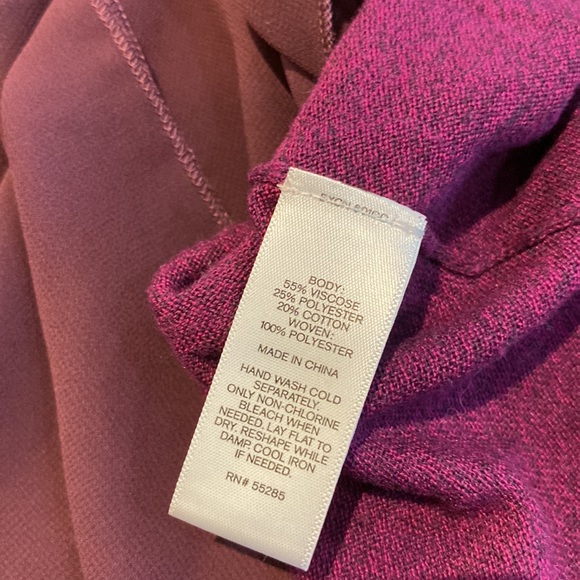 BODY:
55% VISCOSE
25% POLYESTER
20% COTTON
WOVEN:
100% POLYESTER
MADE IN CHINA
HAND WASH COLD
SEPARATELY.
ONLY NON-CHLORINE
BLEACH WHEN
NEEDED. LAY FLAT TO
DRY. RESHAPE WHILE
DAMP. COOL IRON
IF NEEDED.
RN# 55285